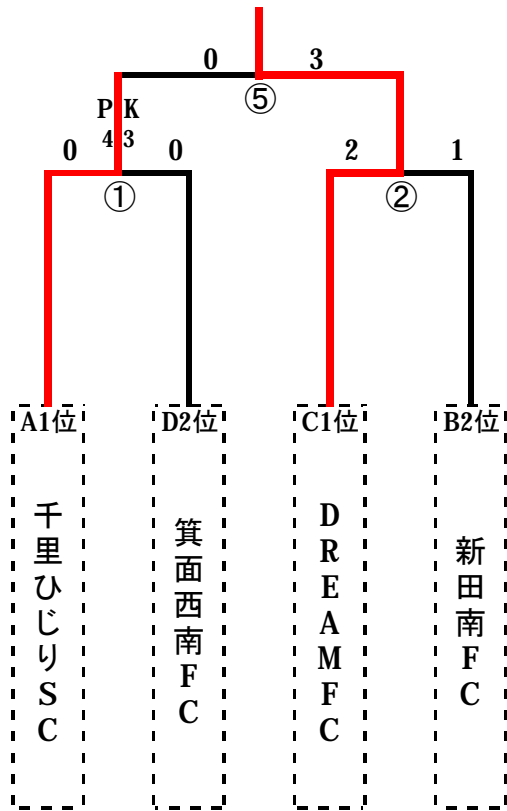 0 3
⑤
PK
0 4 3 0
2 1
①
②
A1位
D2位
C1位
B2位
千里ひじりSC
箕面西南FC
DREAMFC
新田南FC